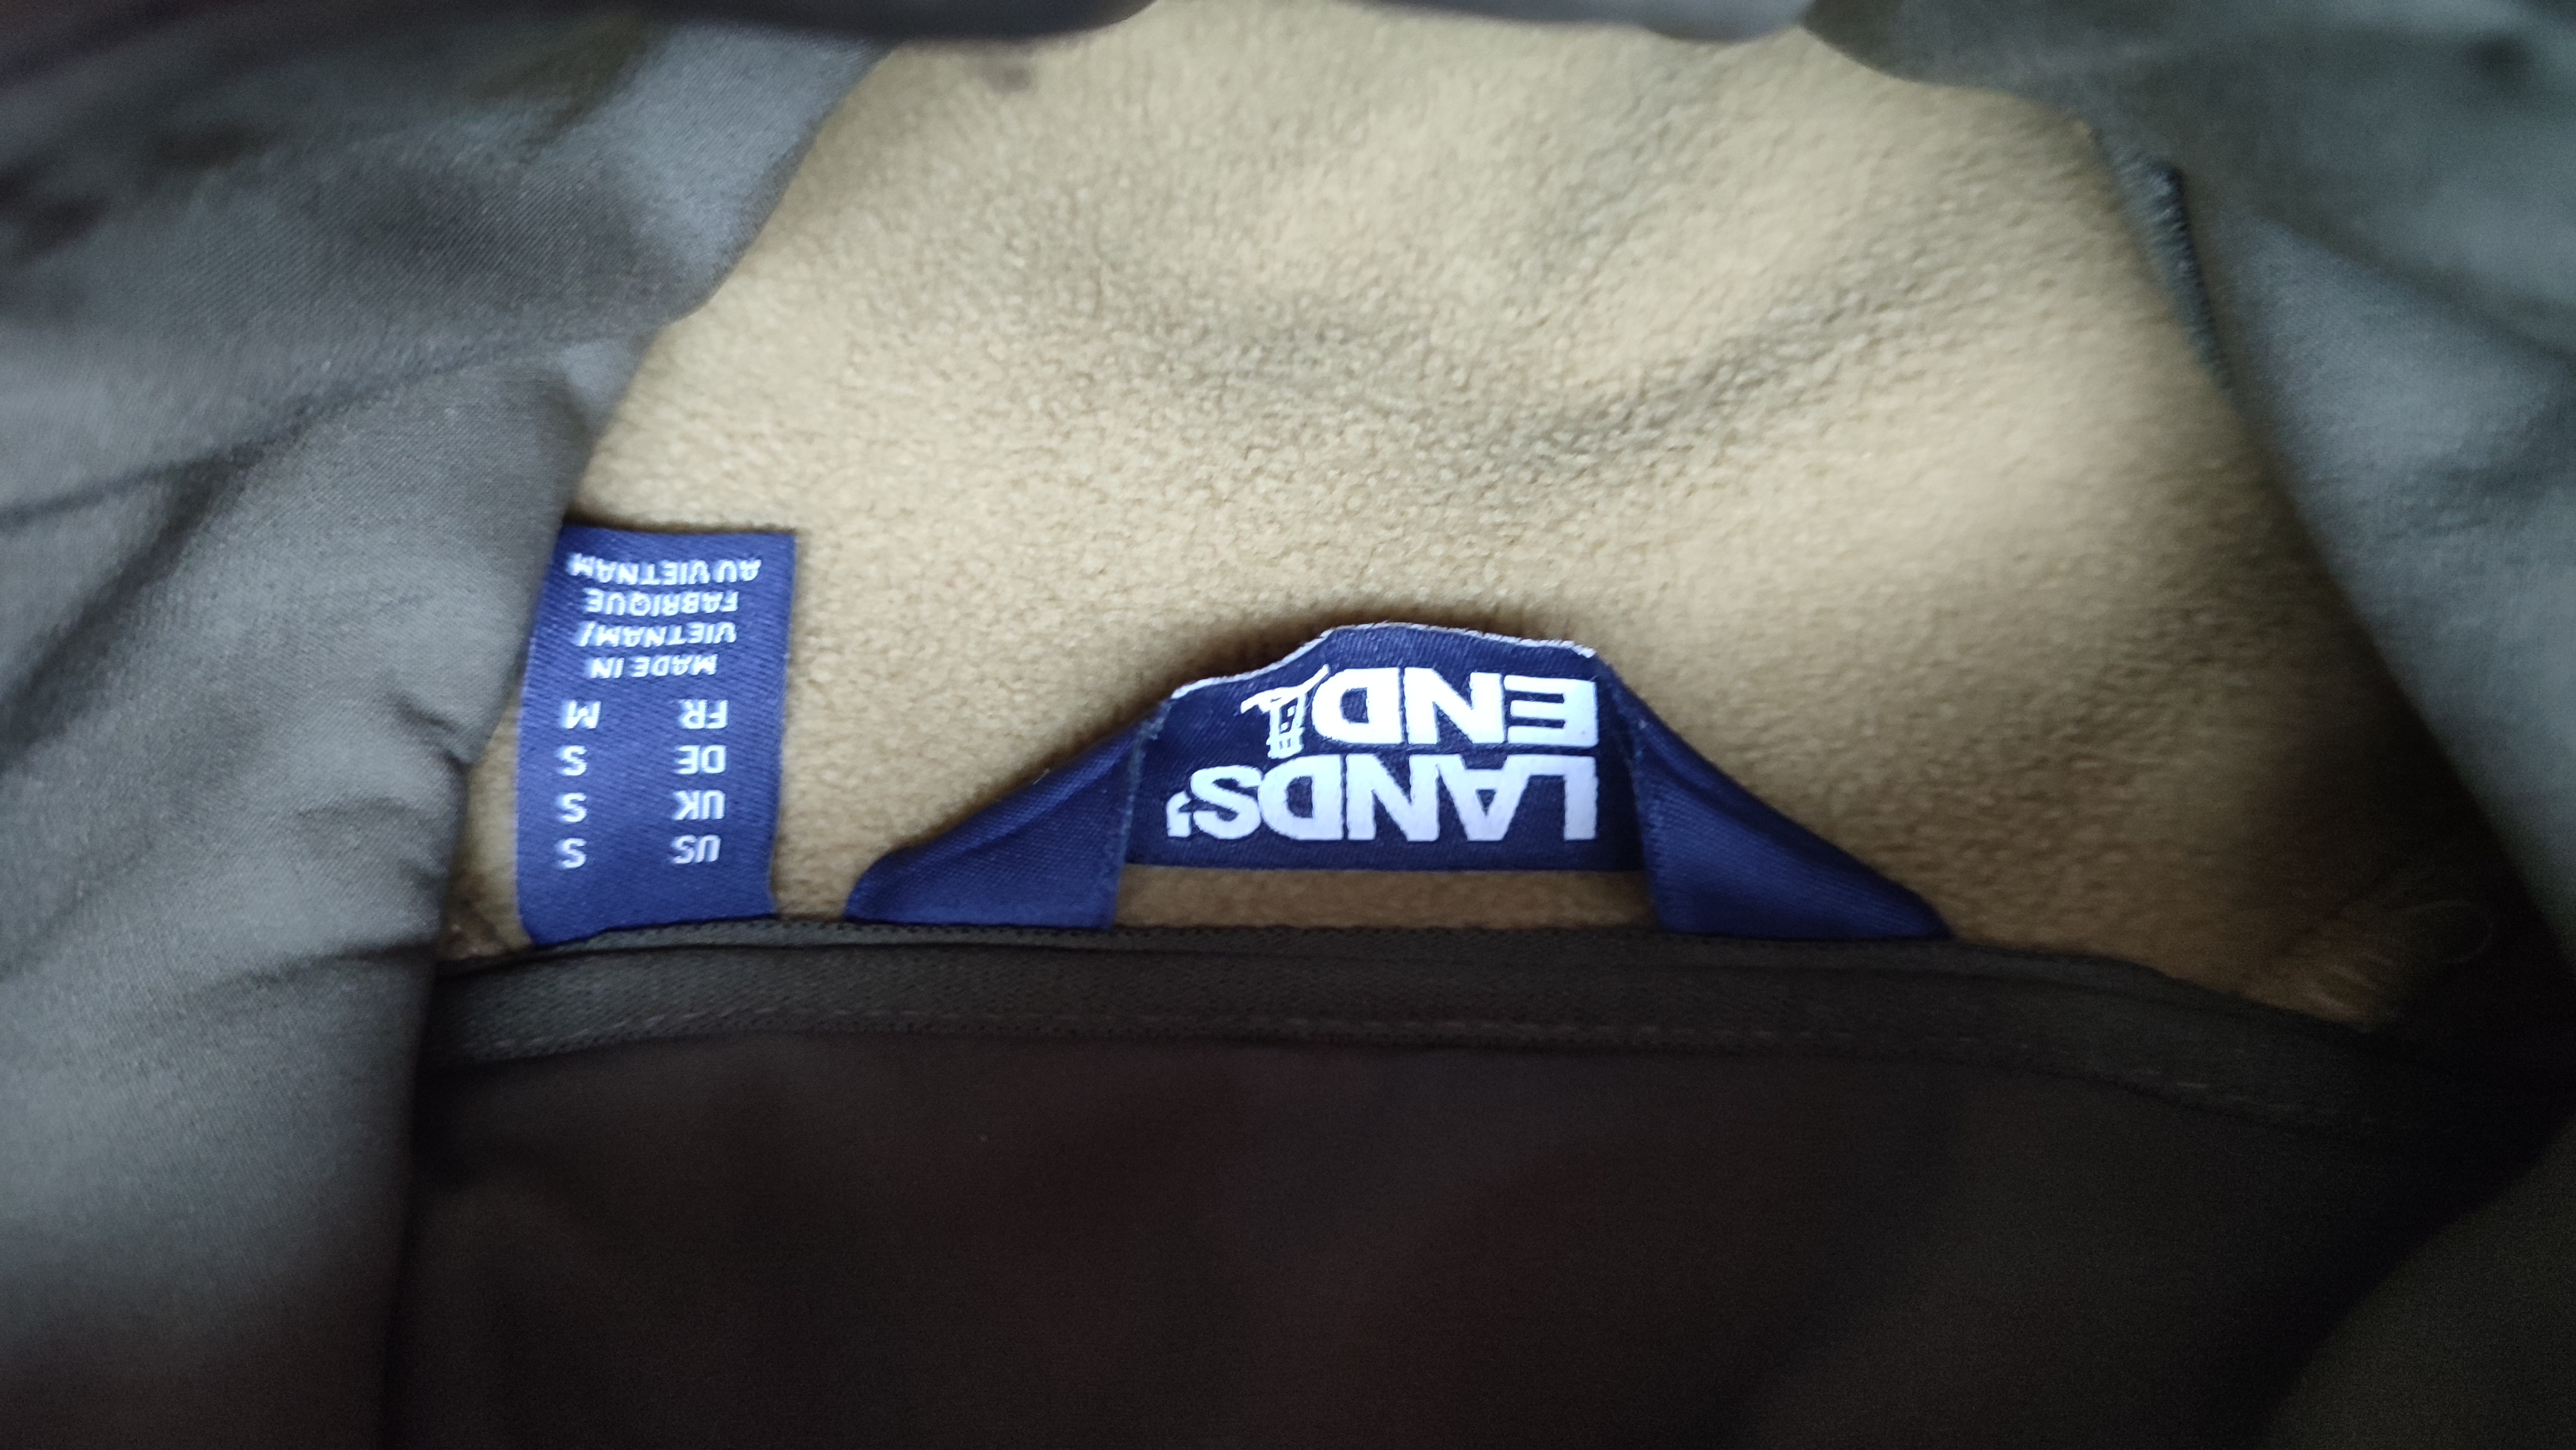 LANDS'
END
US S
UK S
DE S
FR M
MADE IN
VIETNAM/
FABRIQUE
AU VIETNAM